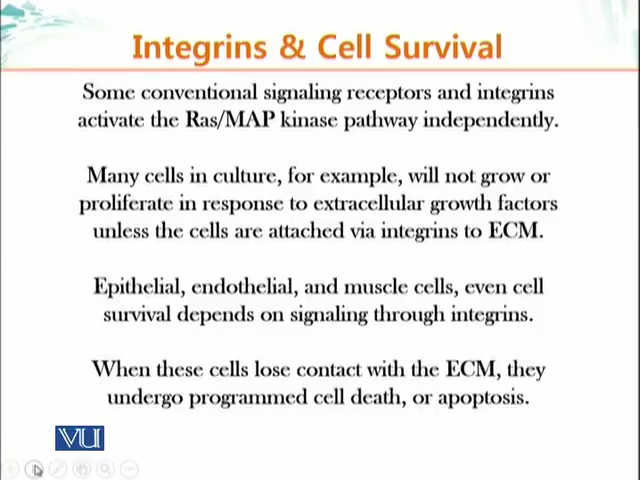 Integrins & Cell Survival
Some conventional signaling receptors and integrins
activate the Ras/MAP kinase pathway independently.
Many cells in culture, for example, will not grow or
proliferate in response to extracellular growth factors
unless the cells are attached via integrins to ECM.
Epithelial, endothelial, and muscle cells, even cell
survival depends on signaling through integrins.
When these cells lose contact with the ECM, they
undergo programmed cell death, or apoptosis.
VU